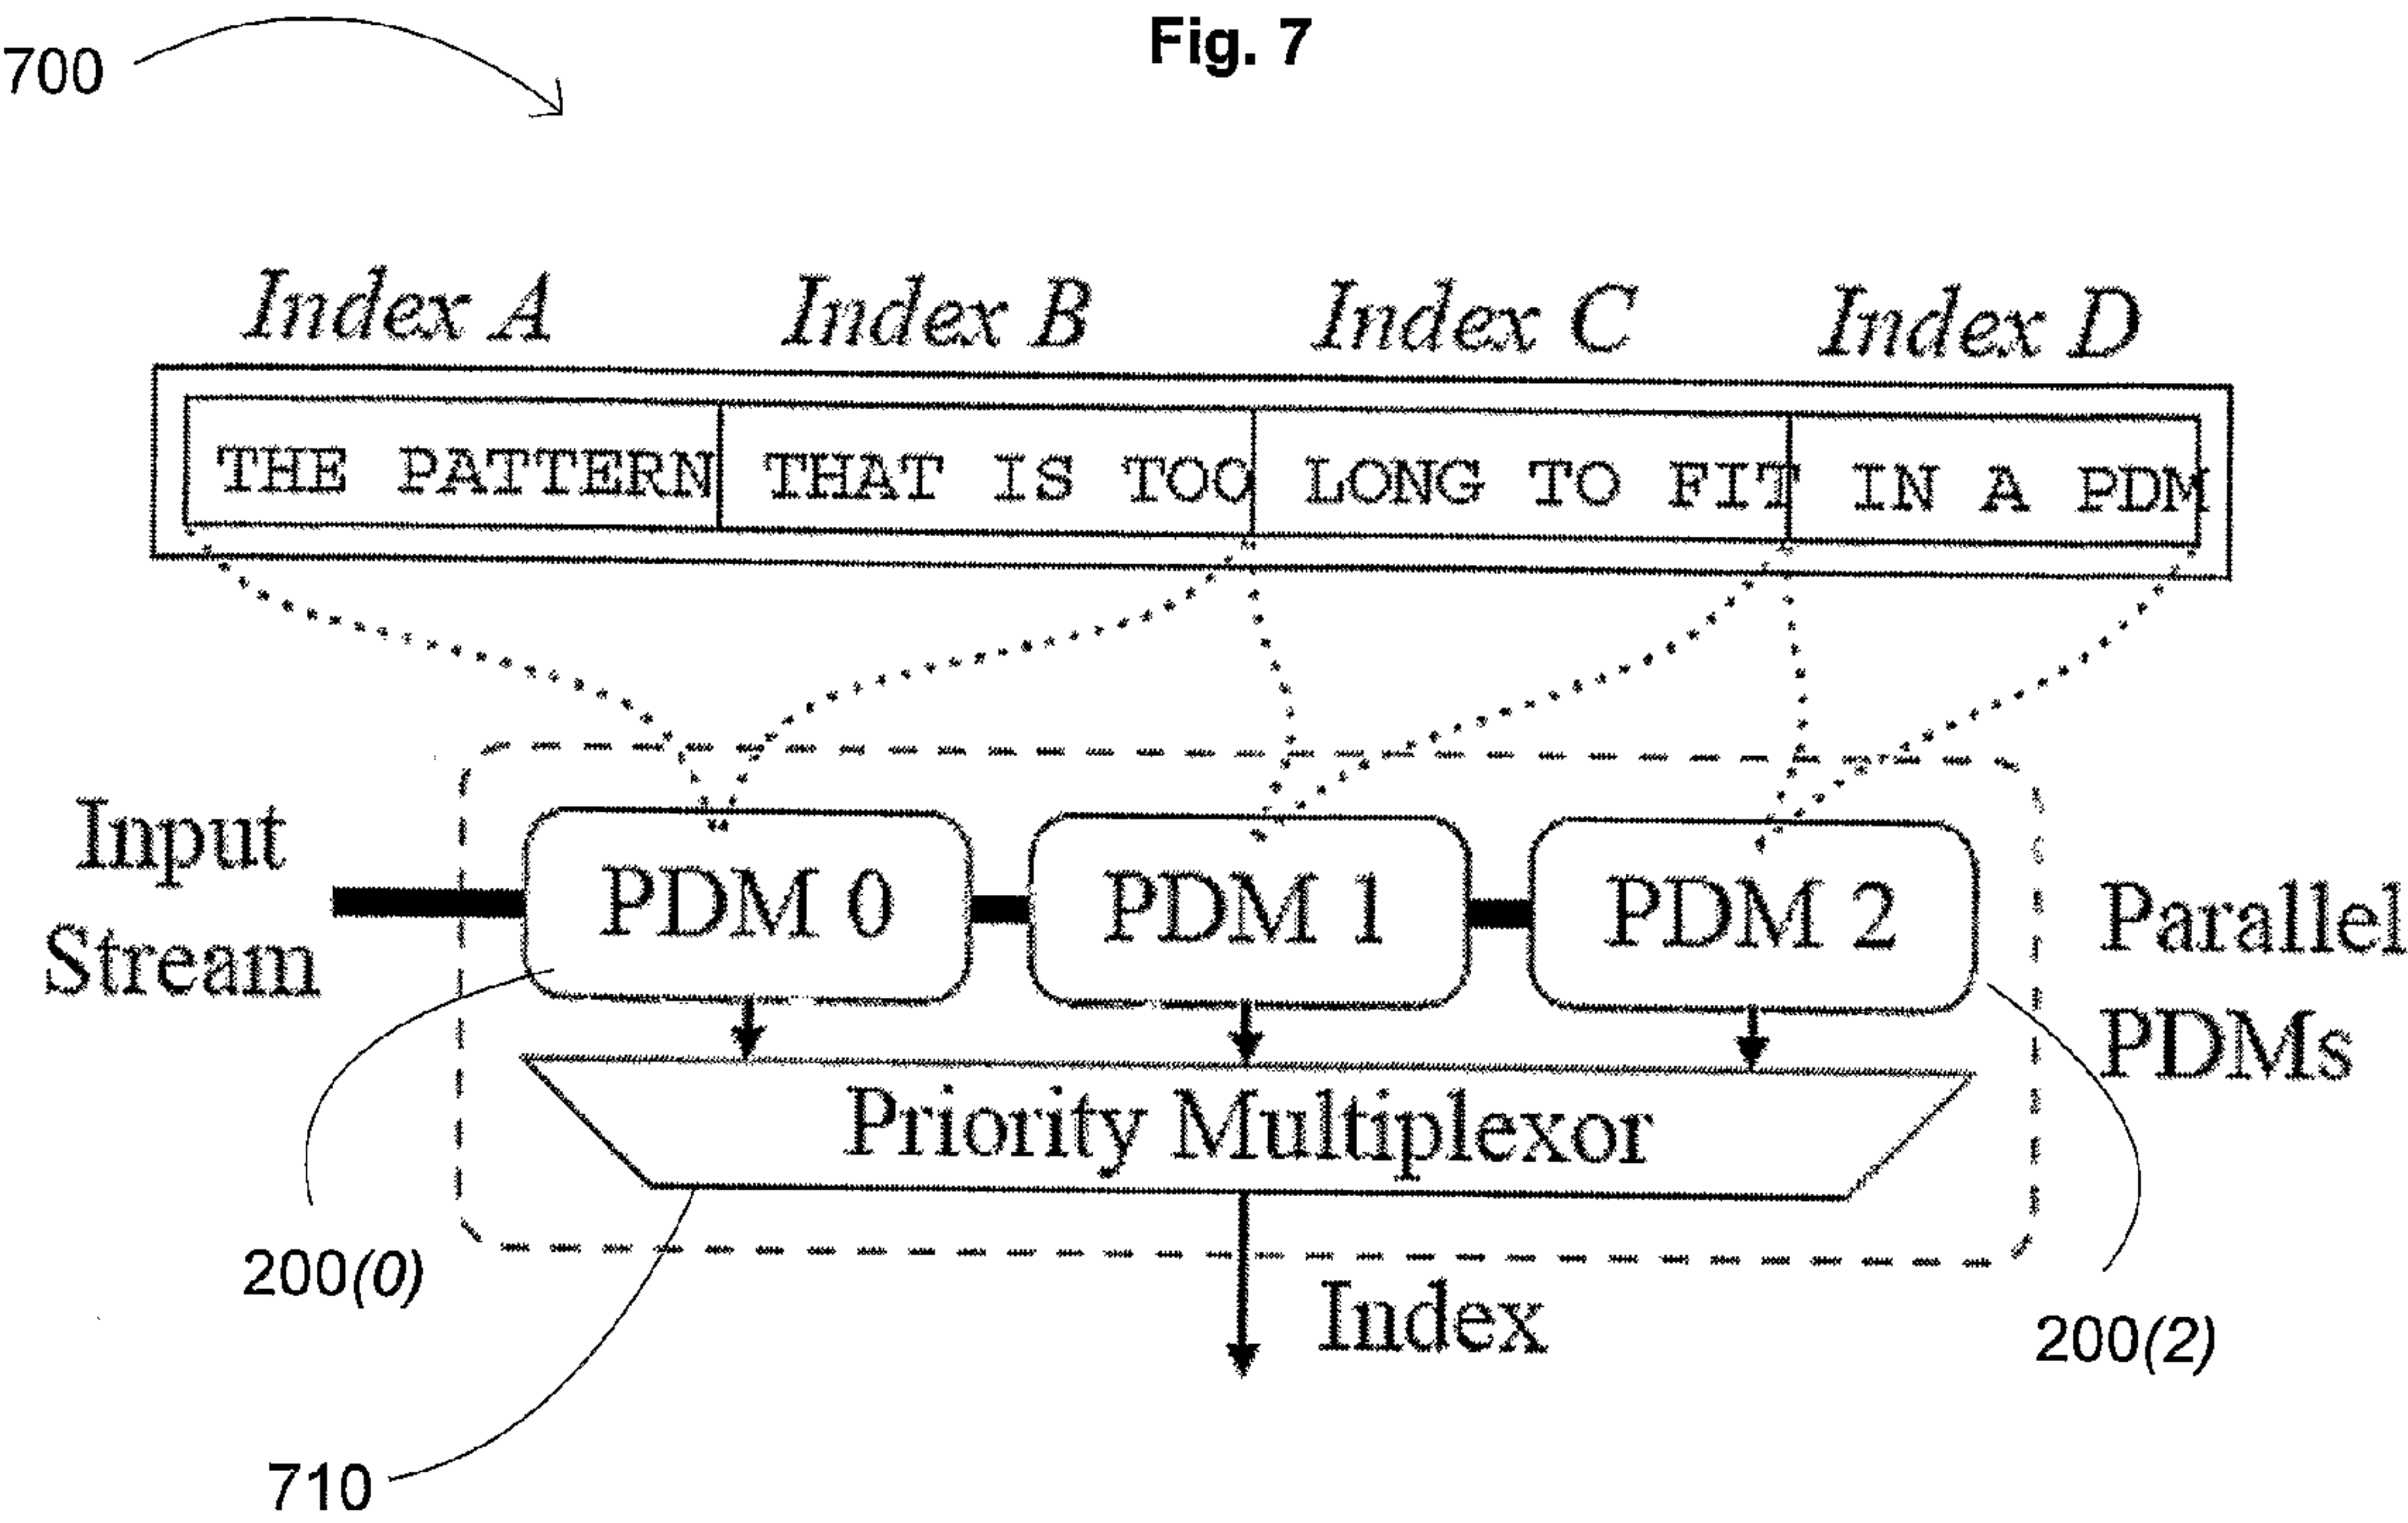 Fig. 7
700
Index A Index B Index C Index D
THE PATTERN THAT IS TOO LONG TO FIT IN A PDM
Input
Stream
PDM 0 PDM 1 PDM 2
Parallel
PDMs
Priority Multiplexor
200(0)
Index
200(2)
710